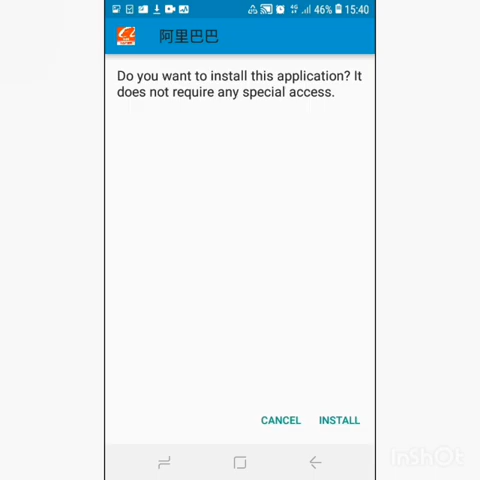 46% 15:40
阿里巴巴
Do you want to install this application? It
does not require any special access.
CANCEL INSTALL
InShOt